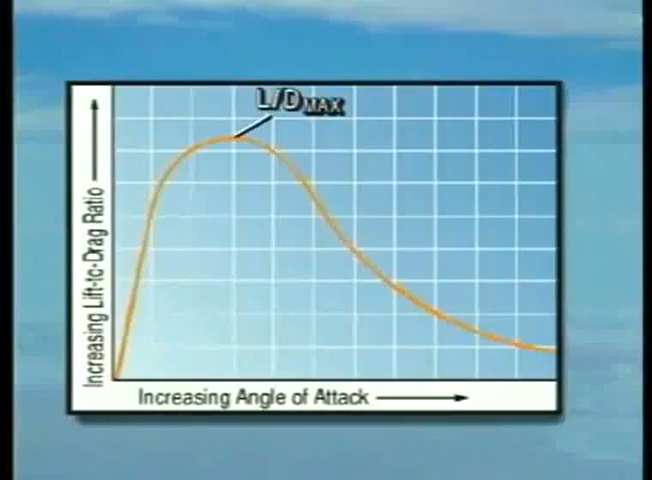 L/DMAX
Increasing Lift-to-Drag Ratio
Increasing Angle of Attack